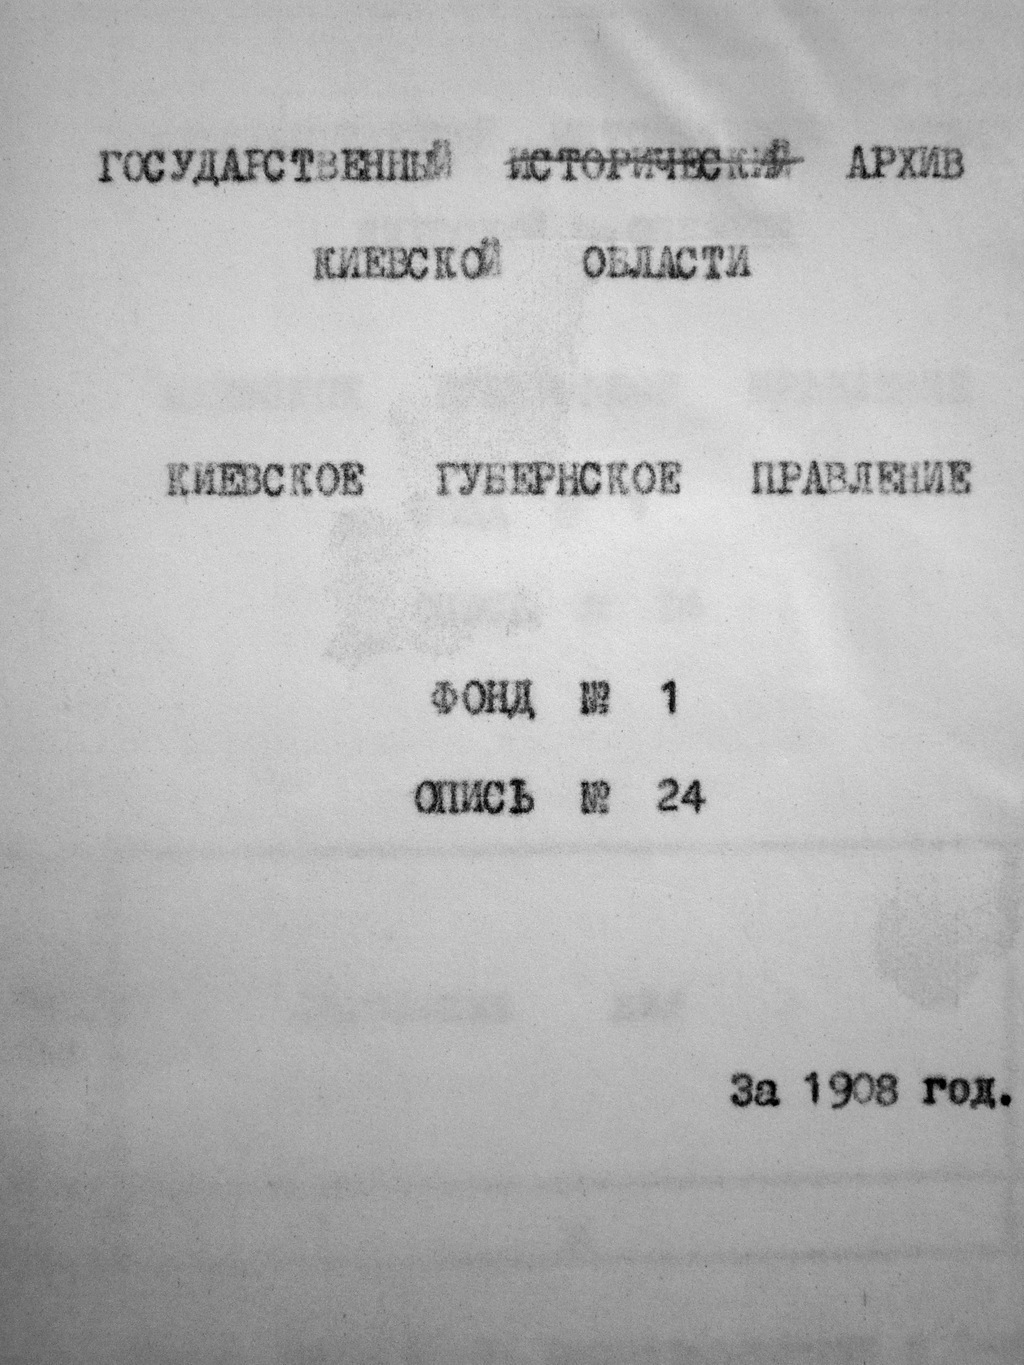 ГОСУДАРСТВЕННЫЙ ИСТОРИЧЕСКИЙ АРХИВ
КИЕВСКОЙ ОБЛАСТИ
КИЕВСКОЕ ГУБЕРНСКОЕ ПРАВЛЕНИЕ
ФОНД № 1
ОПИСЬ № 24
За 1908 год.